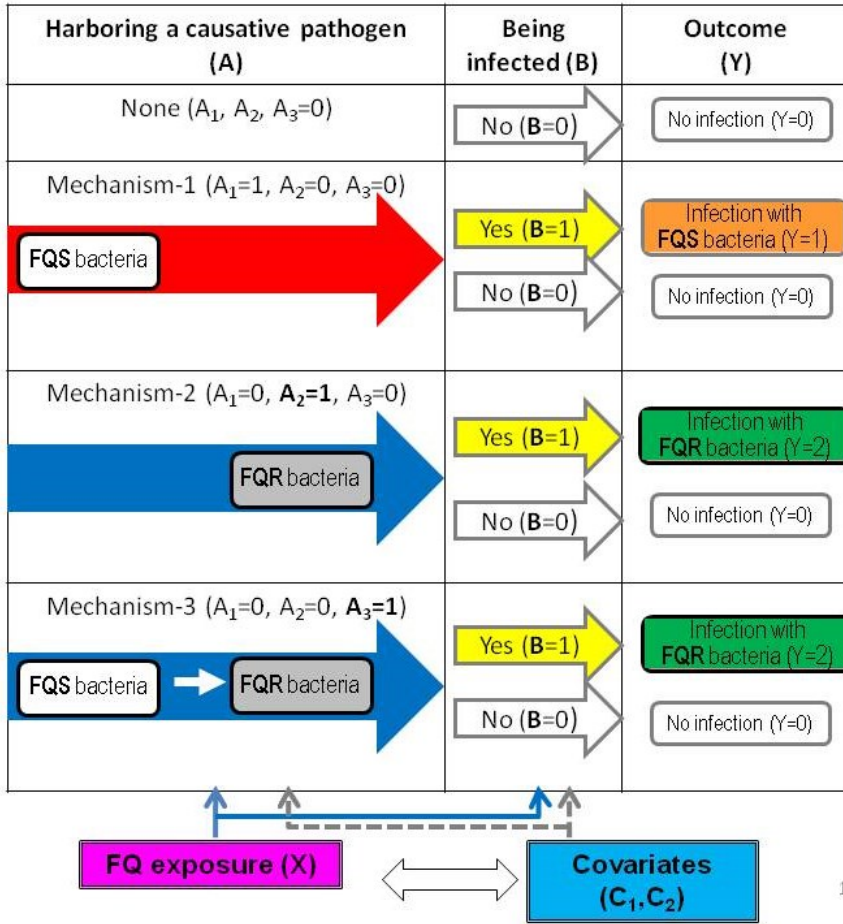 Harboring a causative pathogen
(A)
Being
infected (B)
Outcome
(Y)
None (A₁, A₂, A₃=0)
No (B=0)
No infection (Y=0)
Mechanism-1 (A₁=1, A₂=0, A₃=0)
FQS bacteria
Yes (B=1)
Infection with
FQS bacteria (Y=1)
No (B=0)
No infection (Y=0)
Mechanism-2 (A₁=0, A₂=1, A₃=0)
FQR bacteria
Yes (B=1)
Infection with
FQR bacteria (Y=2)
No (B=0)
No infection (Y=0)
Mechanism-3 (A₁=0, A₂=0, A₃=1)
FQS bacteria
FQR bacteria
Yes (B=1)
Infection with
FQR bacteria (Y=2)
No (B=0)
No infection (Y=0)
FQ exposure (X)
Covariates
(C₁,C₂)
1